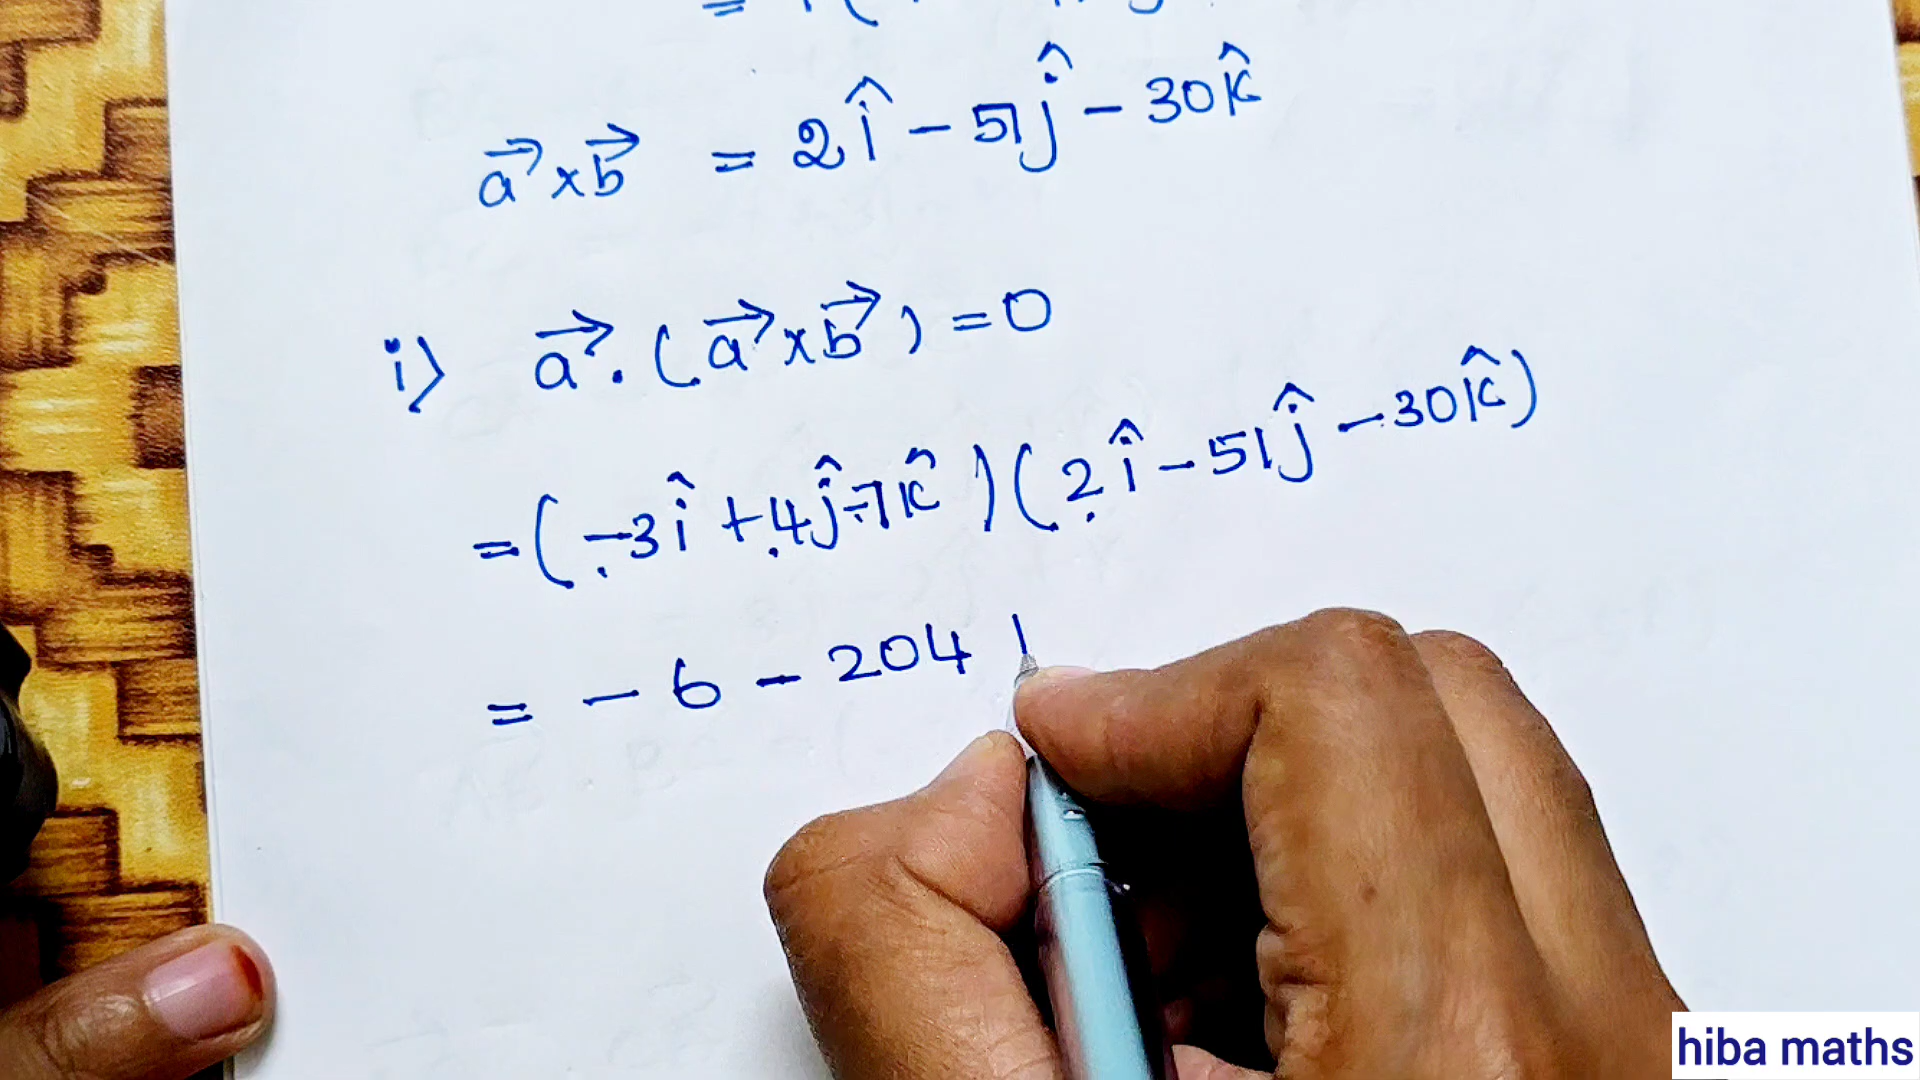 a⃗ × b⃗ = 2î - 51ĵ - 30k̂
i) a⃗ . (a⃗ × b⃗) = 0
= (-3î + 4ĵ - 7k̂) (2î - 51ĵ - 30k̂)
= - 6 - 204
hiba maths